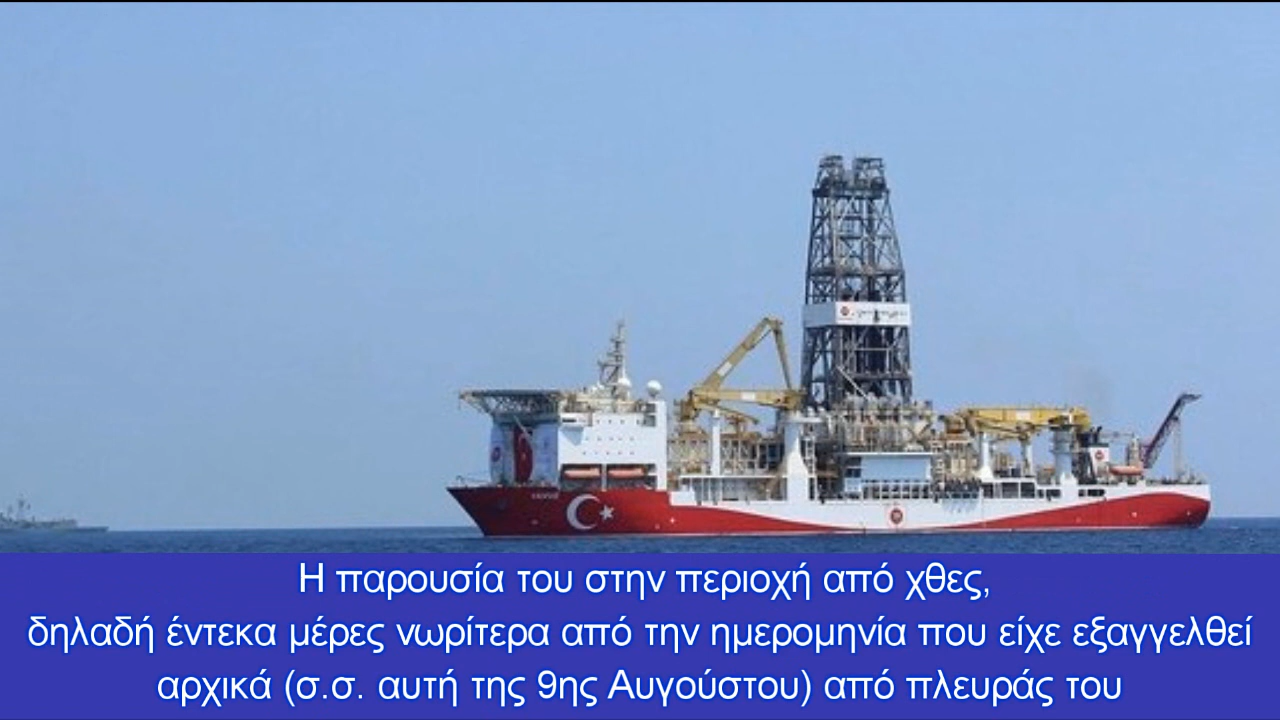 Η παρουσία του στην περιοχή από χθες,
δηλαδή έντεκα μέρες νωρίτερα από την ημερομηνία που είχε εξαγγελθεί
αρχικά (σ.σ. αυτή της 9ης Αυγούστου) από πλευράς του